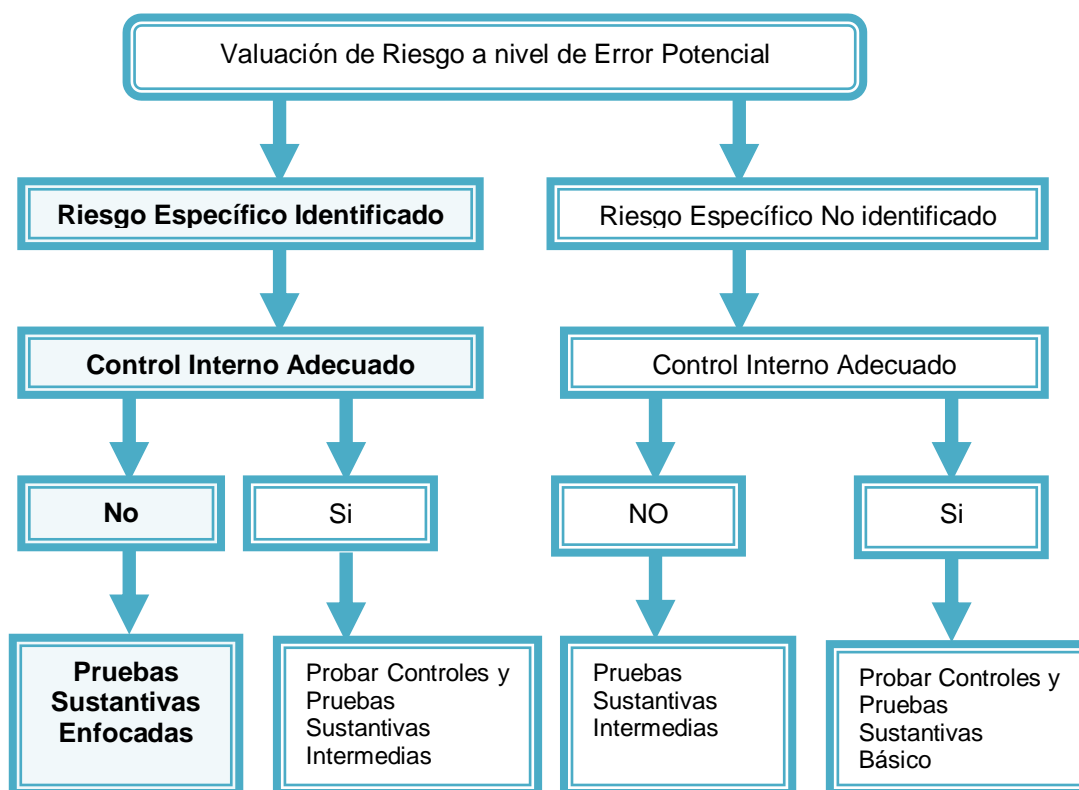 Valuación de Riesgo a nivel de Error Potencial
Riesgo Específico Identificado
Riesgo Específico No identificado
Control Interno Adecuado
Control Interno Adecuado
No
Si
NO
Si
Pruebas
Sustantivas
Enfocadas
Probar Controles y
Pruebas
Sustantivas
Intermedias
Pruebas
Sustantivas
Intermedias
Probar Controles y
Pruebas
Sustantivas
Básico